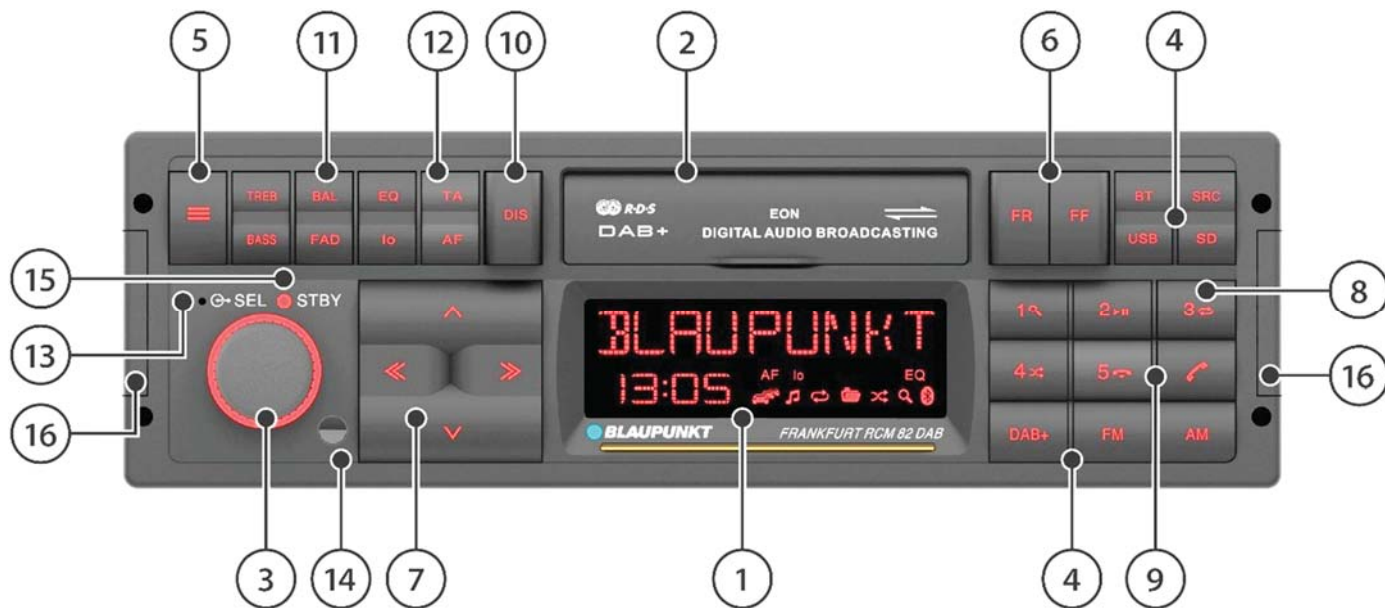 5 11 12 10 2 6 4
TREB BAL EQ TA DIS
BASS FAD lo AF
R·D·S
DAB+
EON
DIGITAL AUDIO BROADCASTING
FR FF
BT SRC
USB SD
15
13
SEL STBY
BLAUPUNKT
13:05
AF lo EQ
BLAUPUNKT FRANKFURT RCM 82 DAB
1 2 3
4 5
DAB+ FM AM
8
16
16
3 14 7 1 4 9